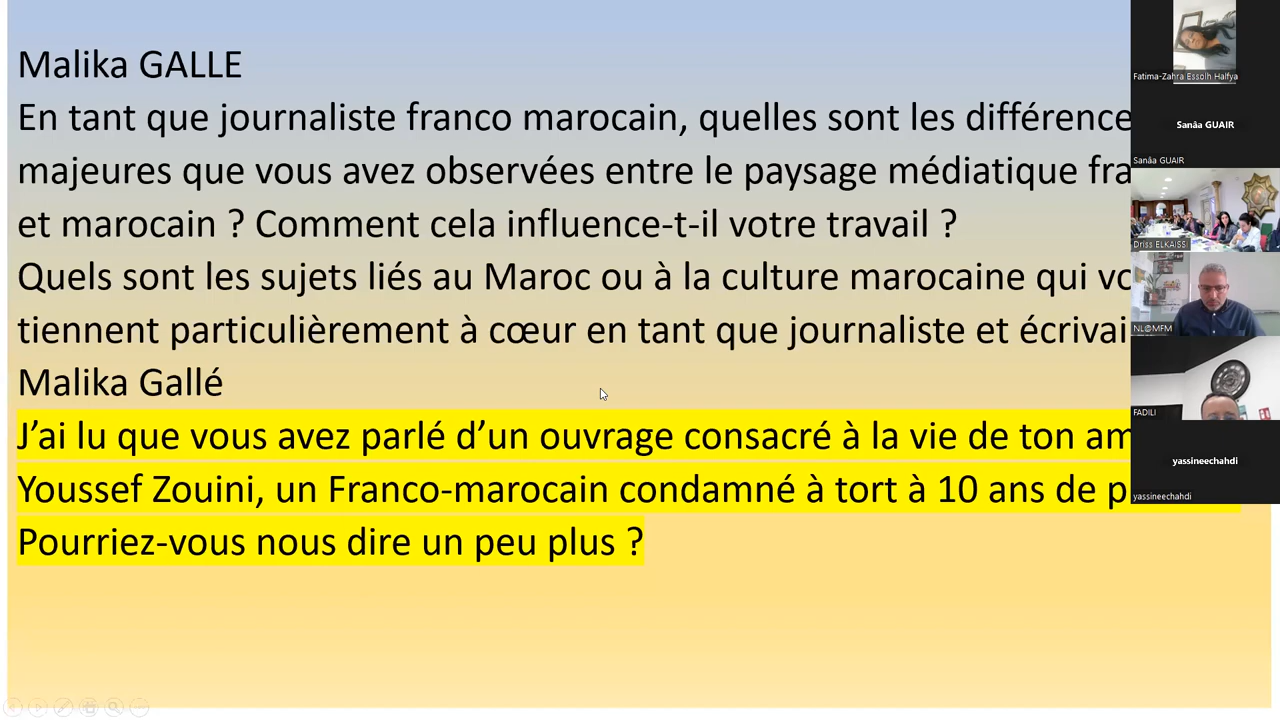 Malika GALLE
En tant que journaliste franco marocain, quelles sont les différence
majeures que vous avez observées entre le paysage médiatique fra
et marocain ? Comment cela influence-t-il votre travail ?
Quels sont les sujets liés au Maroc ou à la culture marocaine qui vo
tiennent particulièrement à cœur en tant que journaliste et écrivai
Malika Gallé
J’ai lu que vous avez parlé d’un ouvrage consacré à la vie de ton am
Youssef Zouini, un Franco-marocain condamné à tort à 10 ans de p
Pourriez-vous nous dire un peu plus ?
Fatima-Zahra Essolh Halfya
Sanâa GUAIR
Sanâa GUAIR
Driss ELKAISSI
NL@MFM
FADILI
yassineechahdi
yassineechahdi